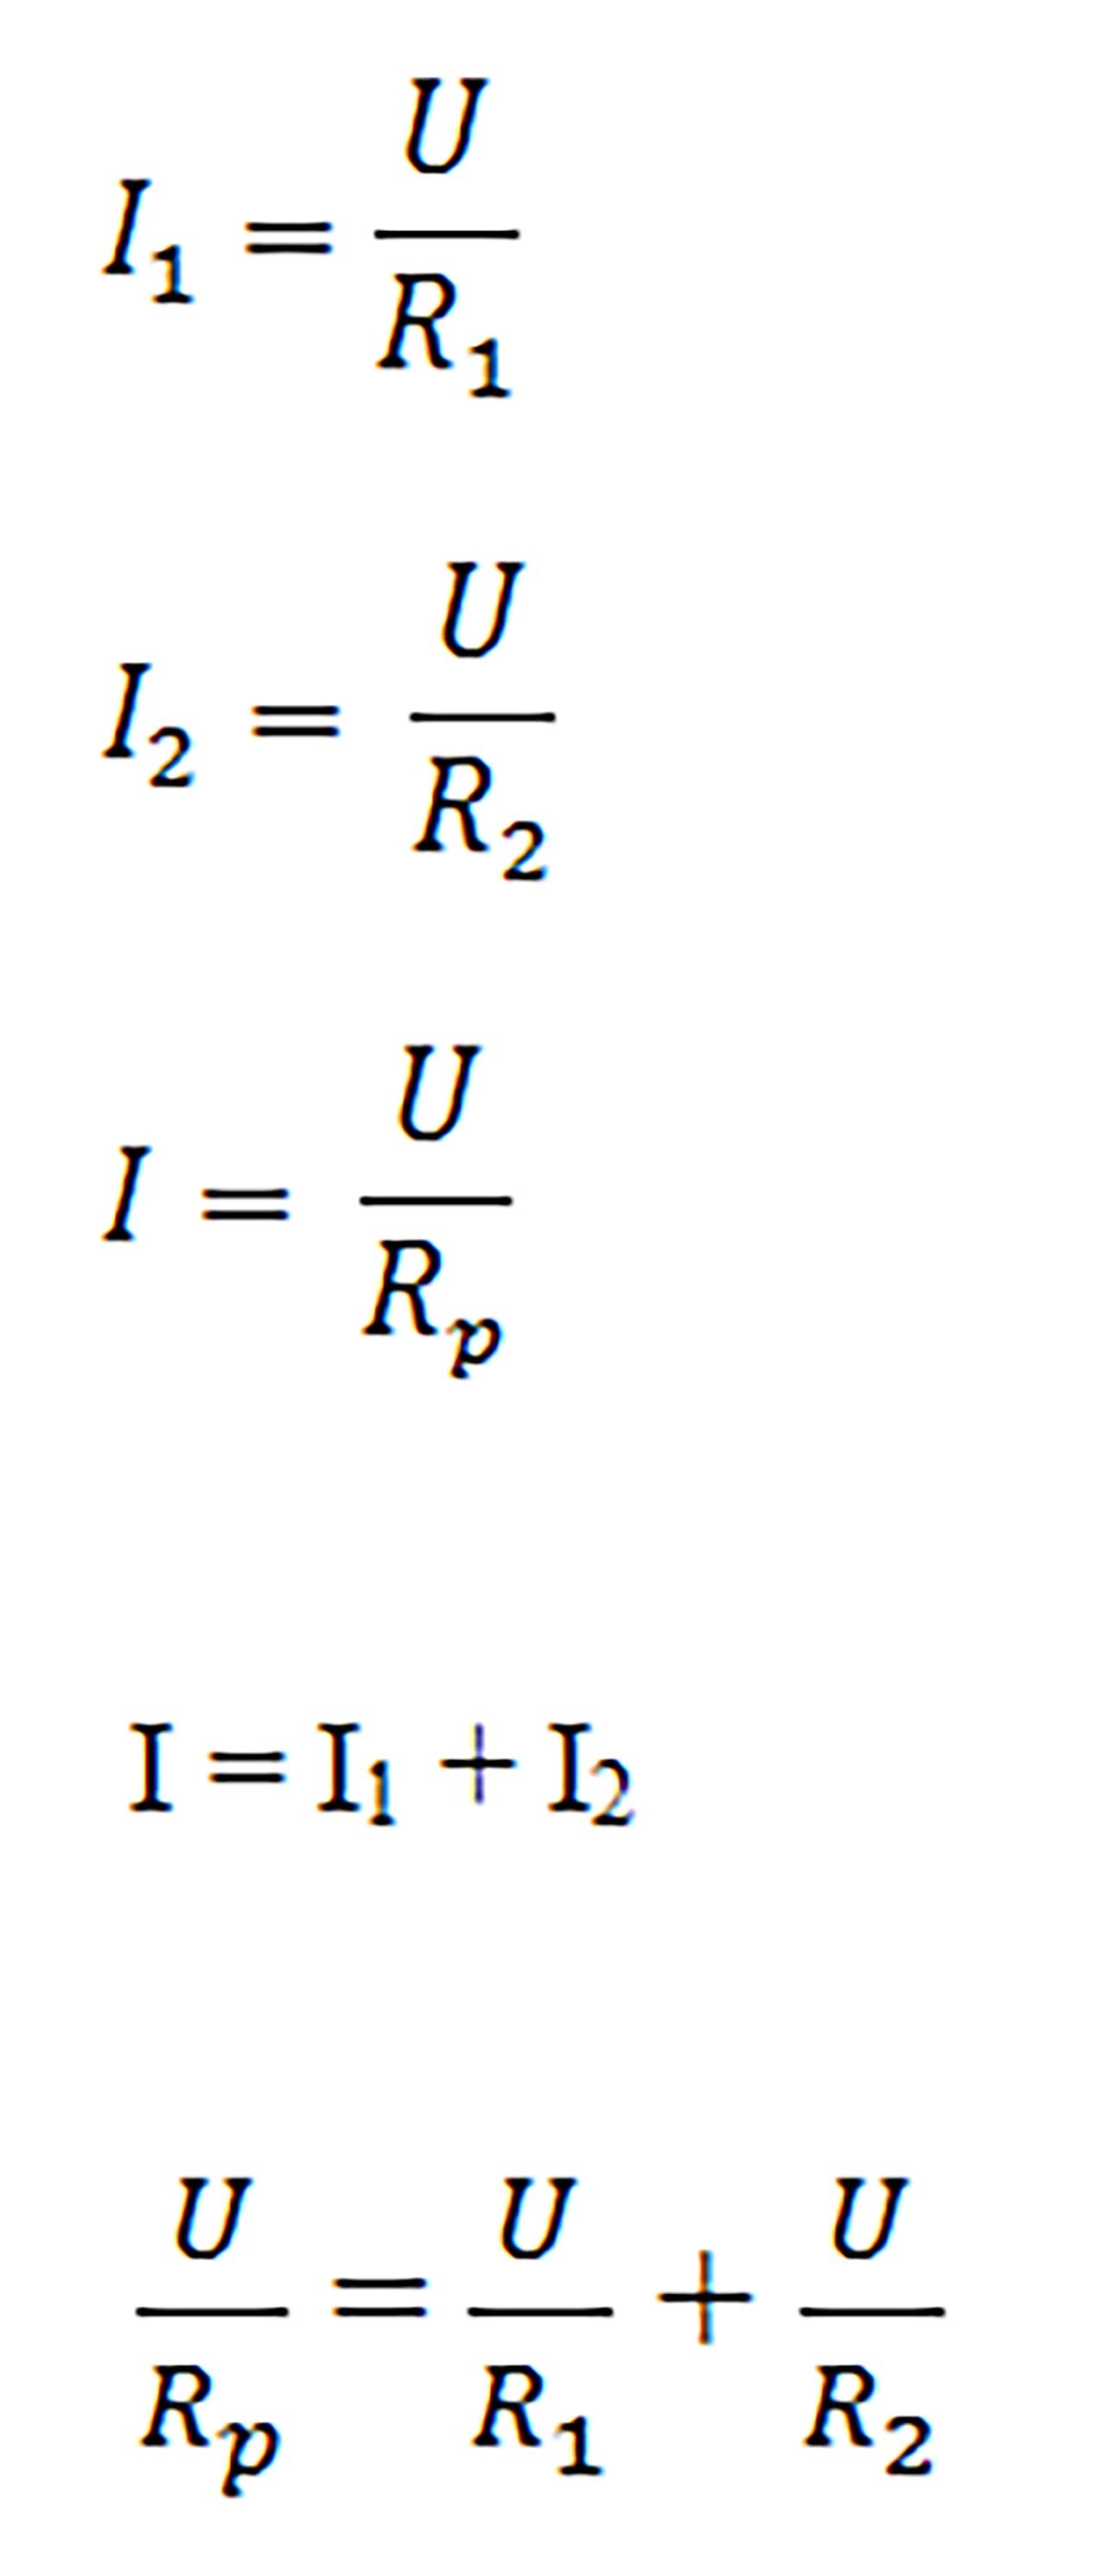 I₁ = U/R₁
I₂ = U/R₂
I = U/Rₚ
I = I₁ + I₂
U/Rₚ = U/R₁ + U/R₂